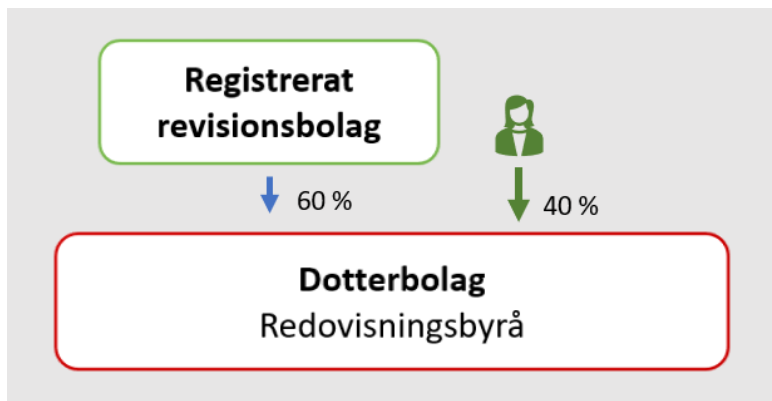 Registrerat
revisionsbolag
60 %
40 %
Dotterbolag
Redovisningsbyrå